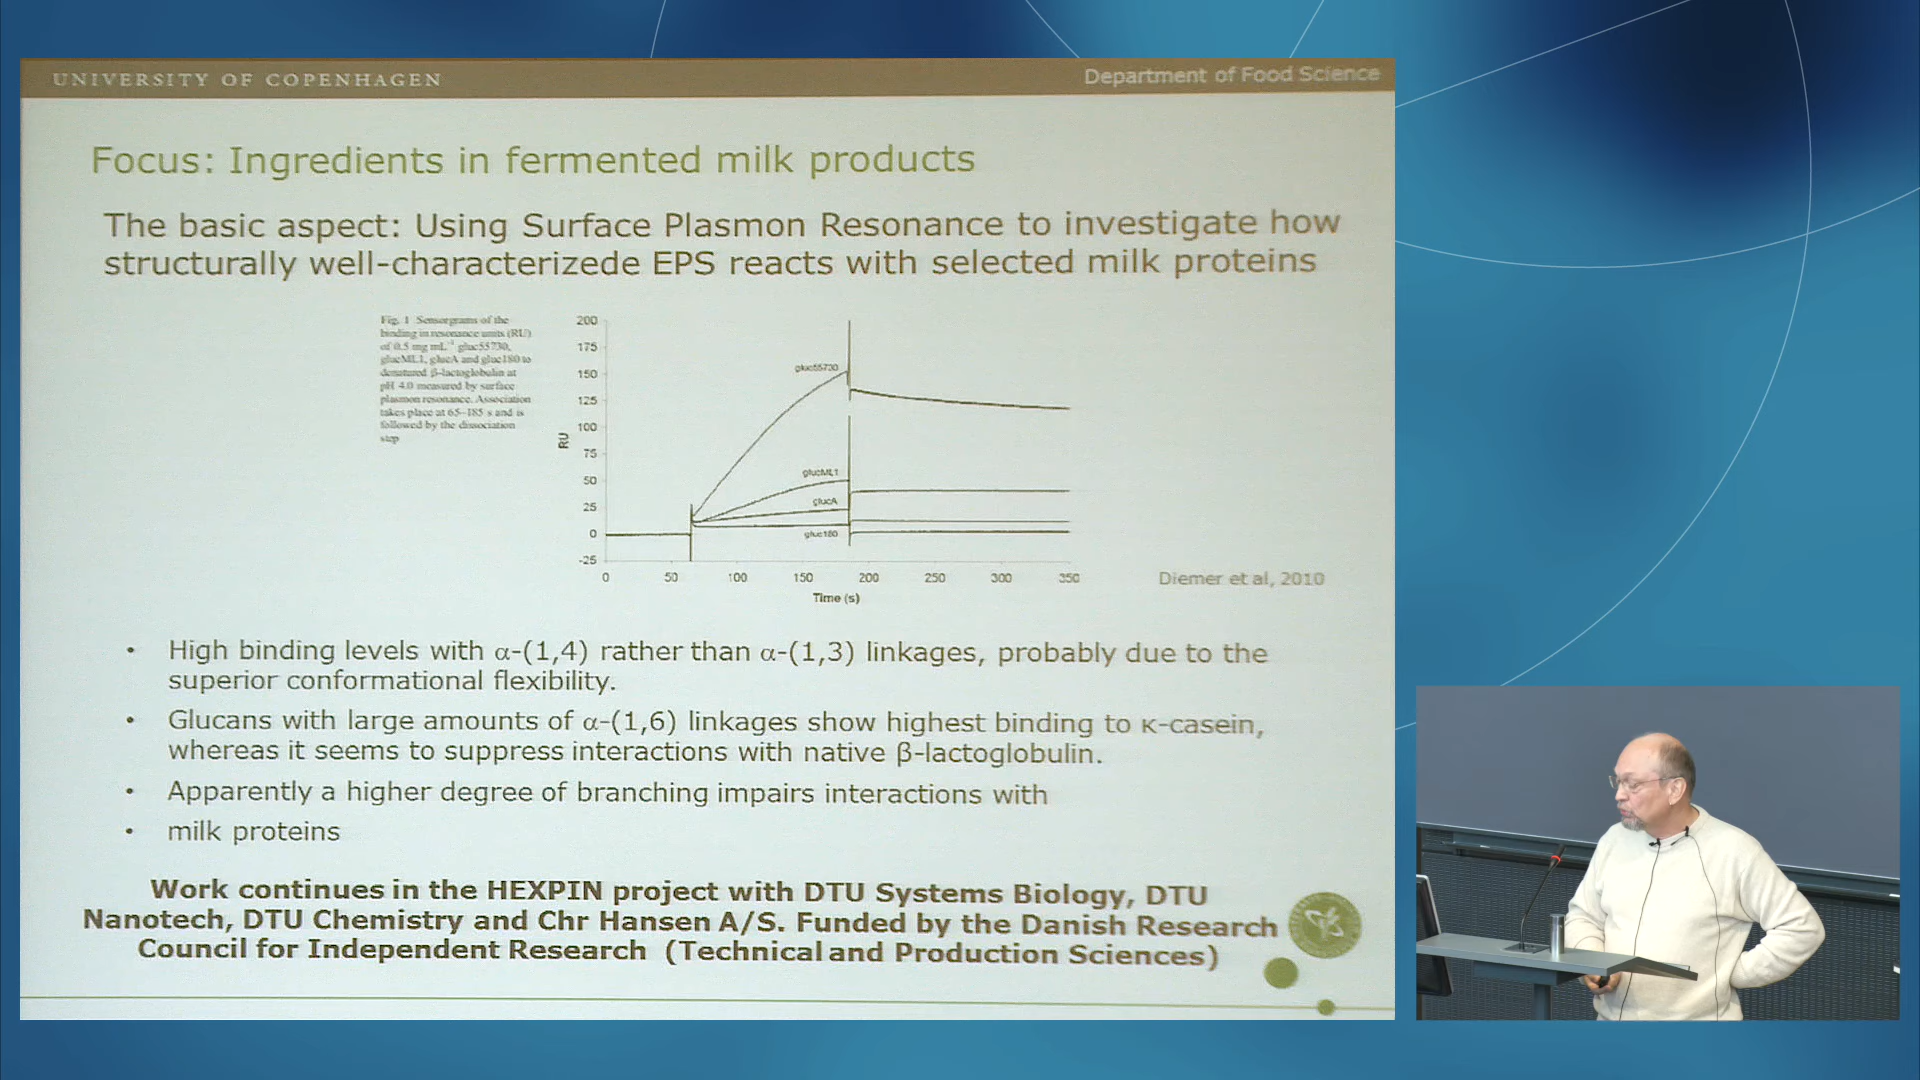 UNIVERSITY OF COPENHAGEN
Department of Food Science
Focus: Ingredients in fermented milk products
The basic aspect: Using Surface Plasmon Resonance to investigate how
structurally well-characterizede EPS reacts with selected milk proteins
Fig. 1 Sensorgrams of the
binding in resonance units (RU)
of 0.5 mg mL⁻¹ gluc55730,
glucML1, glucA and gluc180 to
denatured β-lactoglobulin at
pH 4.0 measured by surface
plasmon resonance. Association
takes place at 65–185 s and is
followed by the dissociation
step
200
175
150
125
100
75
50
25
0
-25
RU
gluc55730
glucML1
glucA
gluc180
0 50 100 150 200 250 300 350
Time (s)
Diemer et al, 2010
• High binding levels with α-(1,4) rather than α-(1,3) linkages, probably due to the
superior conformational flexibility.
• Glucans with large amounts of α-(1,6) linkages show highest binding to κ-casein,
whereas it seems to suppress interactions with native β-lactoglobulin.
• Apparently a higher degree of branching impairs interactions with
• milk proteins
Work continues in the HEXPIN project with DTU Systems Biology, DTU
Nanotech, DTU Chemistry and Chr Hansen A/S. Funded by the Danish Research
Council for Independent Research (Technical and Production Sciences)